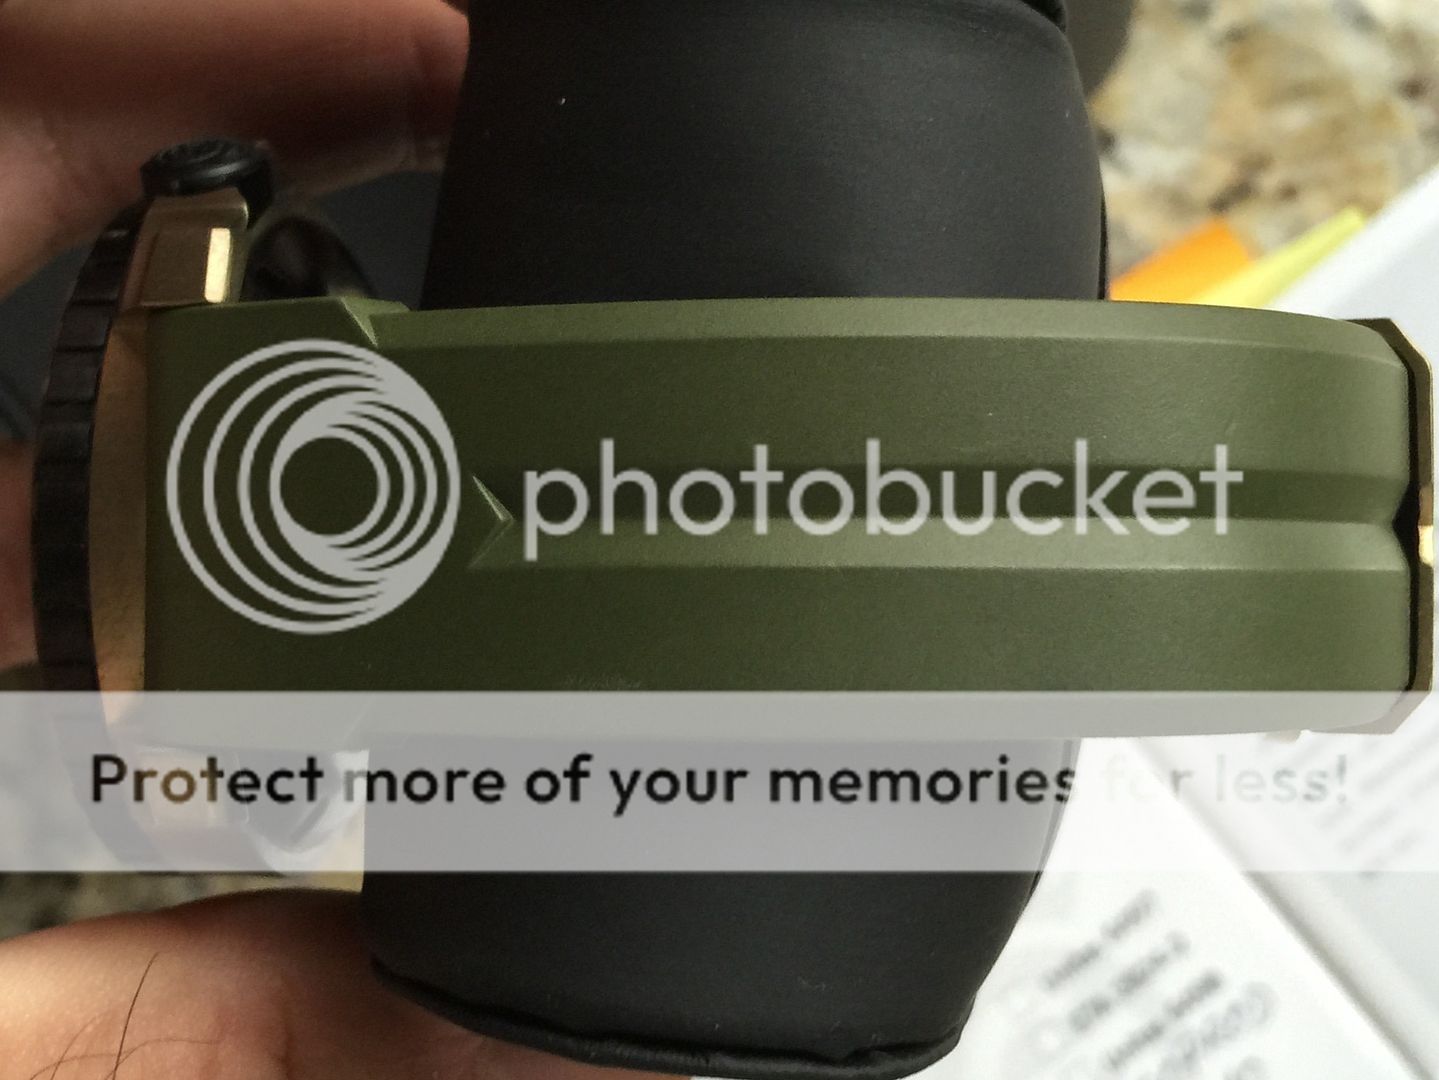 photobucket
Protect more of your memories for less!